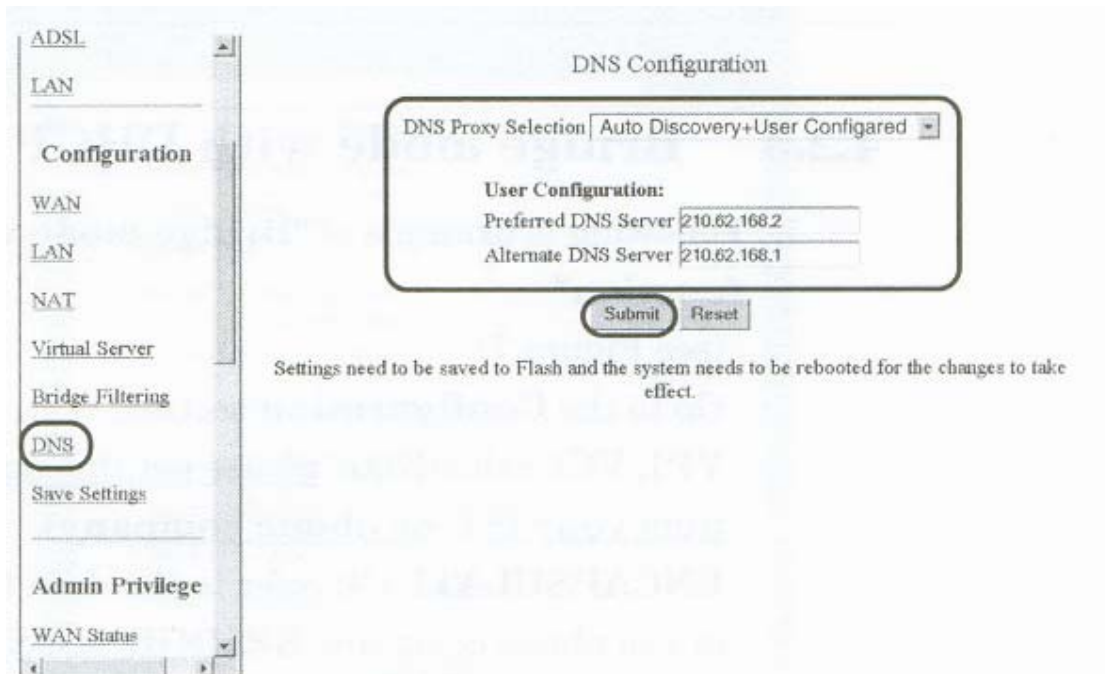 ADSL
LAN
Configuration
WAN
LAN
NAT
Virtual Server
Bridge Filtering
DNS
Save Settings
Admin Privilege
WAN Status
DNS Configuration
DNS Proxy Selection Auto Discovery+User Configared
User Configuration:
Preferred DNS Server 210.62.168.2
Alternate DNS Server 210.62.168.1
Submit Reset
Settings need to be saved to Flash and the system needs to be rebooted for the changes to take
effect.